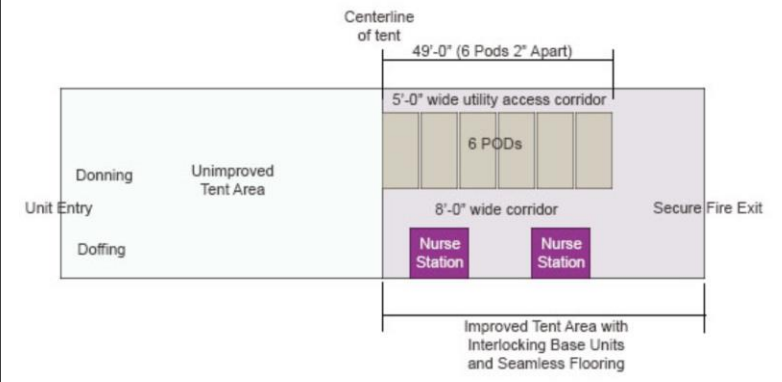 Centerline
of tent
49'-0" (6 Pods 2" Apart)
5'-0" wide utility access corridor
6 PODs
Donning
Unimproved
Tent Area
Unit Entry
8'-0" wide corridor
Secure Fire Exit
Doffing
Nurse
Station
Nurse
Station
Improved Tent Area with
Interlocking Base Units
and Seamless Flooring